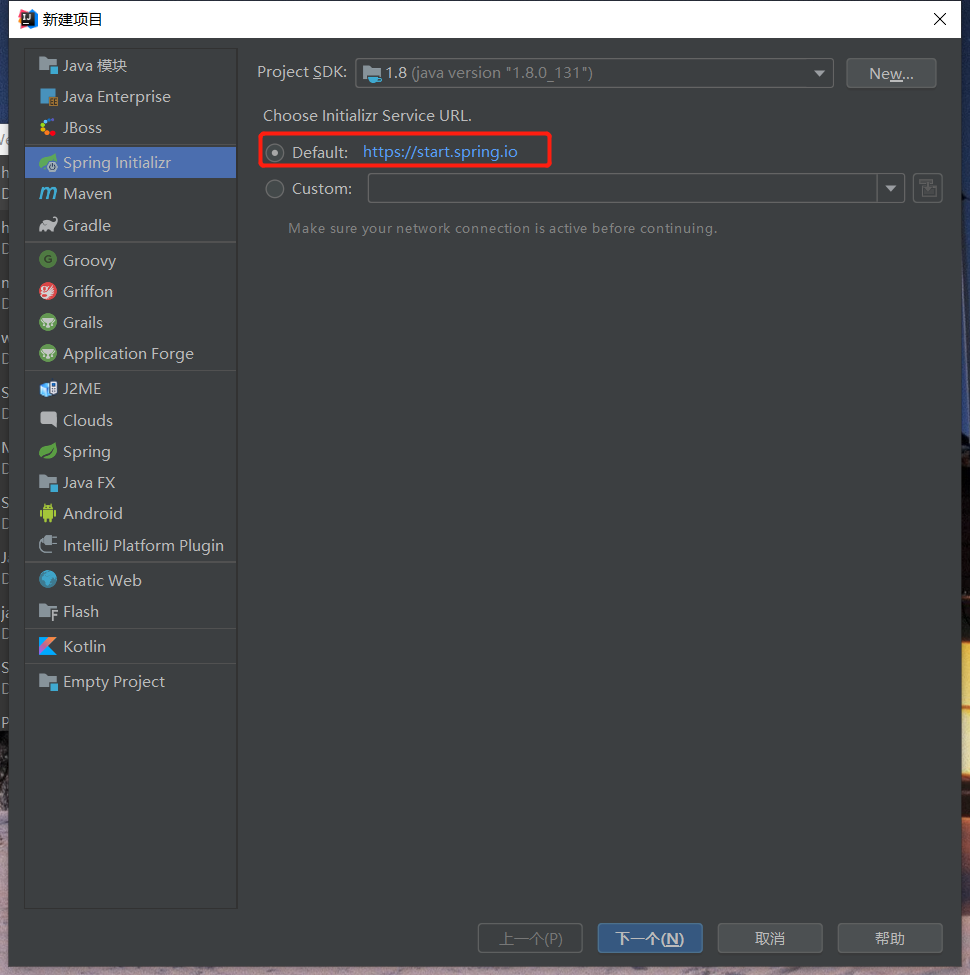 新建项目
Java 模块
Java Enterprise
JBoss
Spring Initializr
Maven
Gradle
Groovy
Griffon
Grails
Application Forge
J2ME
Clouds
Spring
Java FX
Android
IntelliJ Platform Plugin
Static Web
Flash
Kotlin
Empty Project
Project SDK: 1.8 (java version "1.8.0_131") New...
Choose Initializr Service URL.
Default: https://start.spring.io
Custom:
Make sure your network connection is active before continuing.
上一个(P) 下一个(N) 取消 帮助